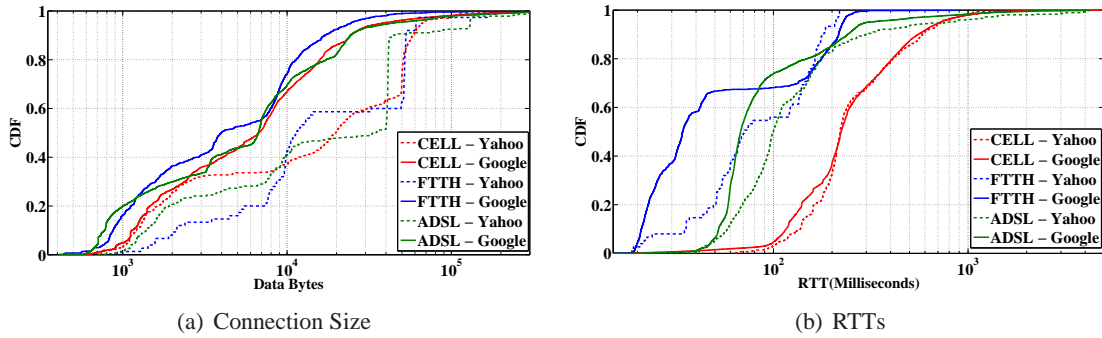 1
0.8
0.6
0.4
0.2
0
CDF
10^3
10^4
10^5
Data Bytes
CELL – Yahoo
CELL – Google
FTTH – Yahoo
FTTH – Google
ADSL – Yahoo
ADSL – Google
(a) Connection Size
1
0.8
0.6
0.4
0.2
0
CDF
10^2
10^3
RTT(Milliseconds)
CELL – Yahoo
CELL – Google
FTTH – Yahoo
FTTH – Google
ADSL – Yahoo
ADSL – Google
(b) RTTs